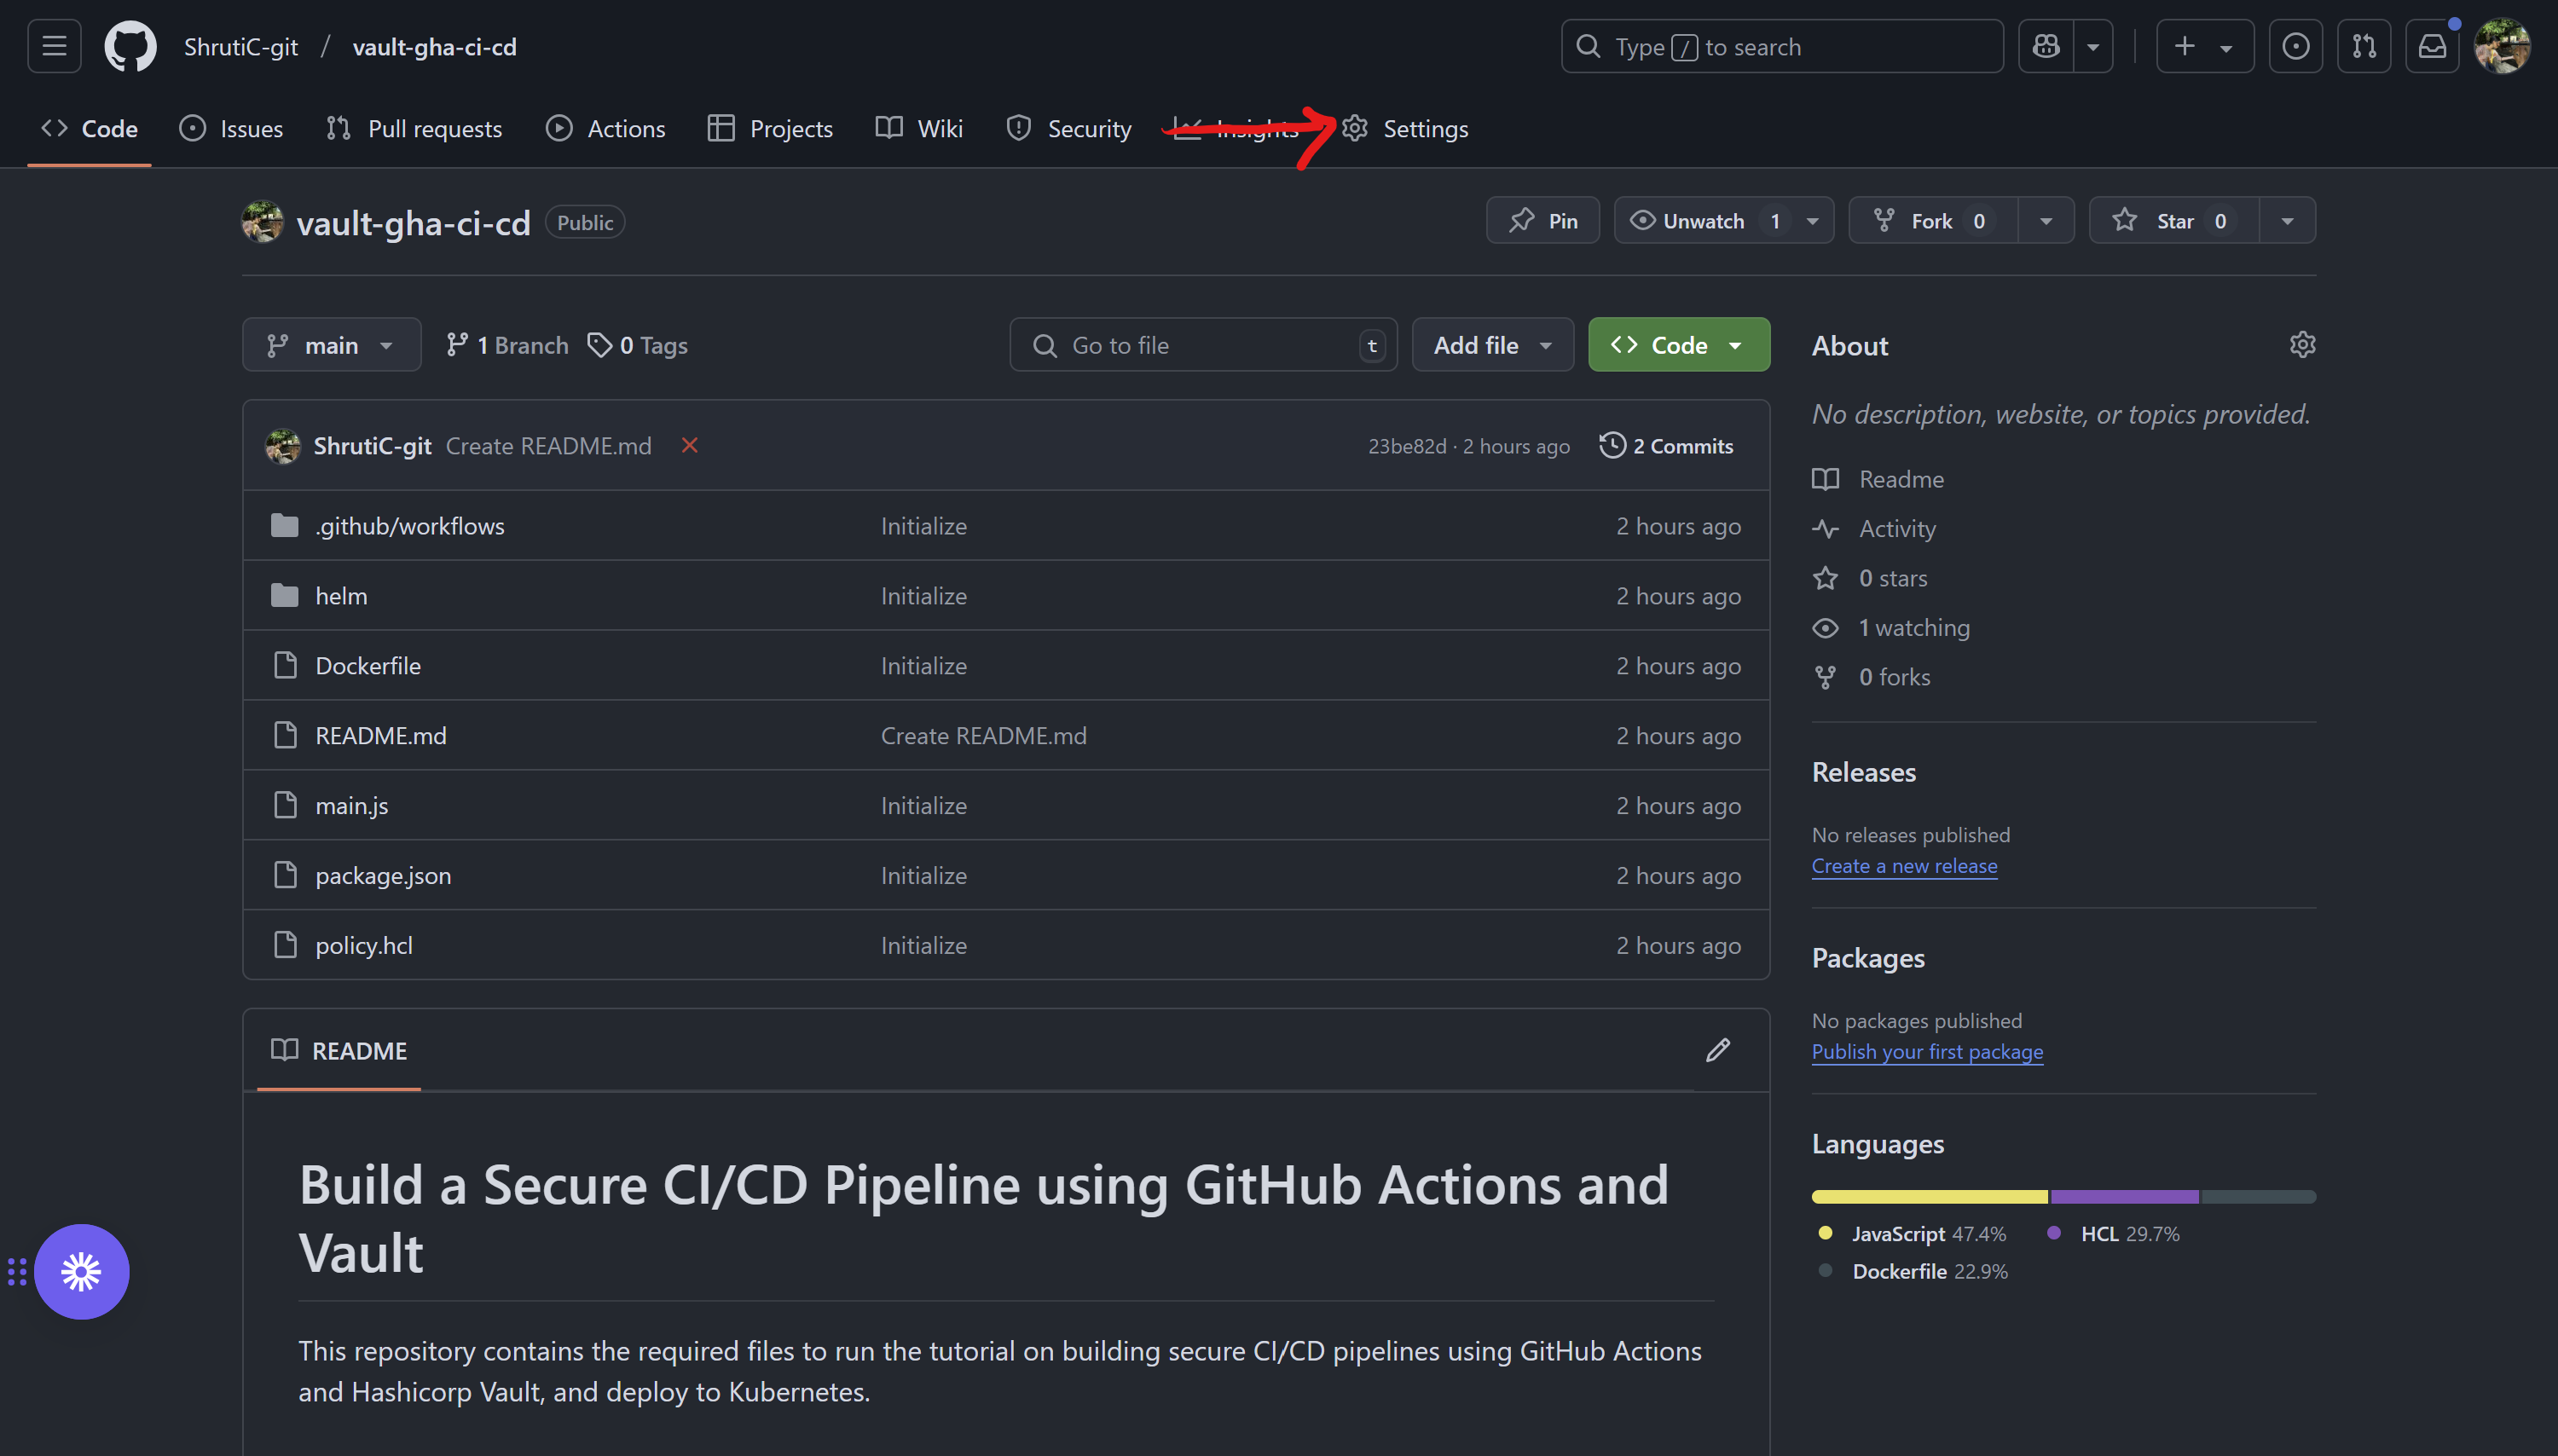 ShrutiC-git / vault-gha-ci-cd
Type / to search
Code
Issues
Pull requests
Actions
Projects
Wiki
Security
Insights
Settings
vault-gha-ci-cd Public
Pin
Unwatch 1
Fork 0
Star 0
main
1 Branch
0 Tags
Go to file t
Add file
Code
ShrutiC-git Create README.md 23be82d · 2 hours ago 2 Commits
.github/workflows Initialize 2 hours ago
helm Initialize 2 hours ago
Dockerfile Initialize 2 hours ago
README.md Create README.md 2 hours ago
main.js Initialize 2 hours ago
package.json Initialize 2 hours ago
policy.hcl Initialize 2 hours ago
README
Build a Secure CI/CD Pipeline using GitHub Actions and
Vault
This repository contains the required files to run the tutorial on building secure CI/CD pipelines using GitHub Actions
and Hashicorp Vault, and deploy to Kubernetes.
About
No description, website, or topics provided.
Readme
Activity
0 stars
1 watching
0 forks
Releases
No releases published
Create a new release
Packages
No packages published
Publish your first package
Languages
JavaScript 47.4% HCL 29.7%
Dockerfile 22.9%